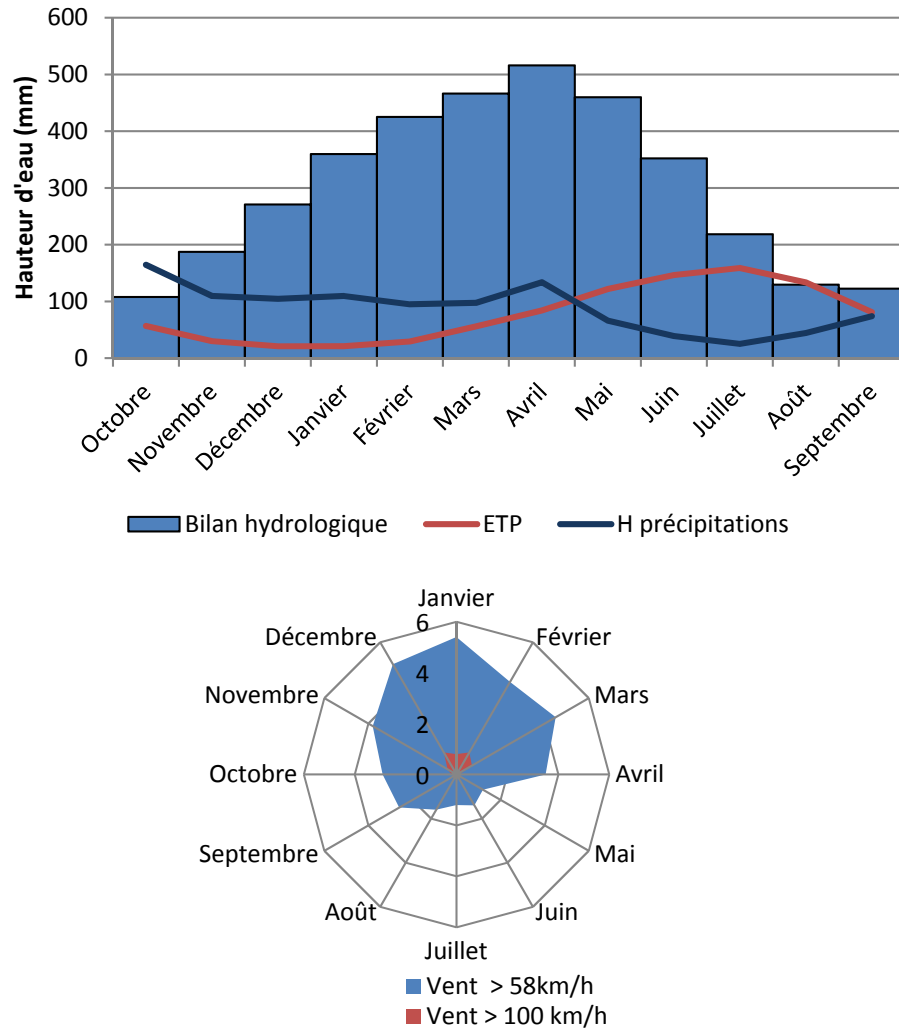 600
500
400
300
200
100
0
Hauteur d'eau (mm)
Octobre
Novembre
Décembre
Janvier
Février
Mars
Avril
Mai
Juin
Juillet
Août
Septembre
Bilan hydrologique ETP H précipitations
Janvier
Février
Mars
Avril
Mai
Juin
Juillet
Août
Septembre
Octobre
Novembre
Décembre
6
4
2
0
Vent > 58km/h
Vent > 100 km/h